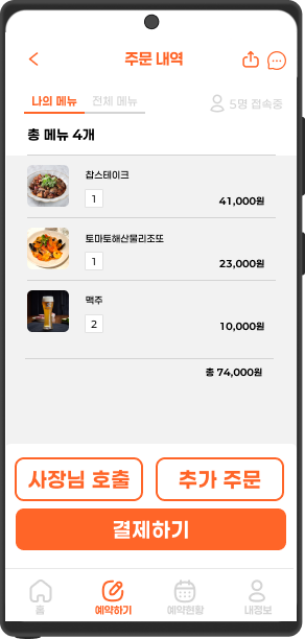 주문 내역
나의 메뉴 전체 메뉴 5명 접속중
총 메뉴 4개
찹스테이크
1
41,000원
토마토해산물리조또
1
23,000원
맥주
2
10,000원
총 74,000원
사장님 호출 추가 주문
결제하기
홈 예약하기 예약현황 내정보